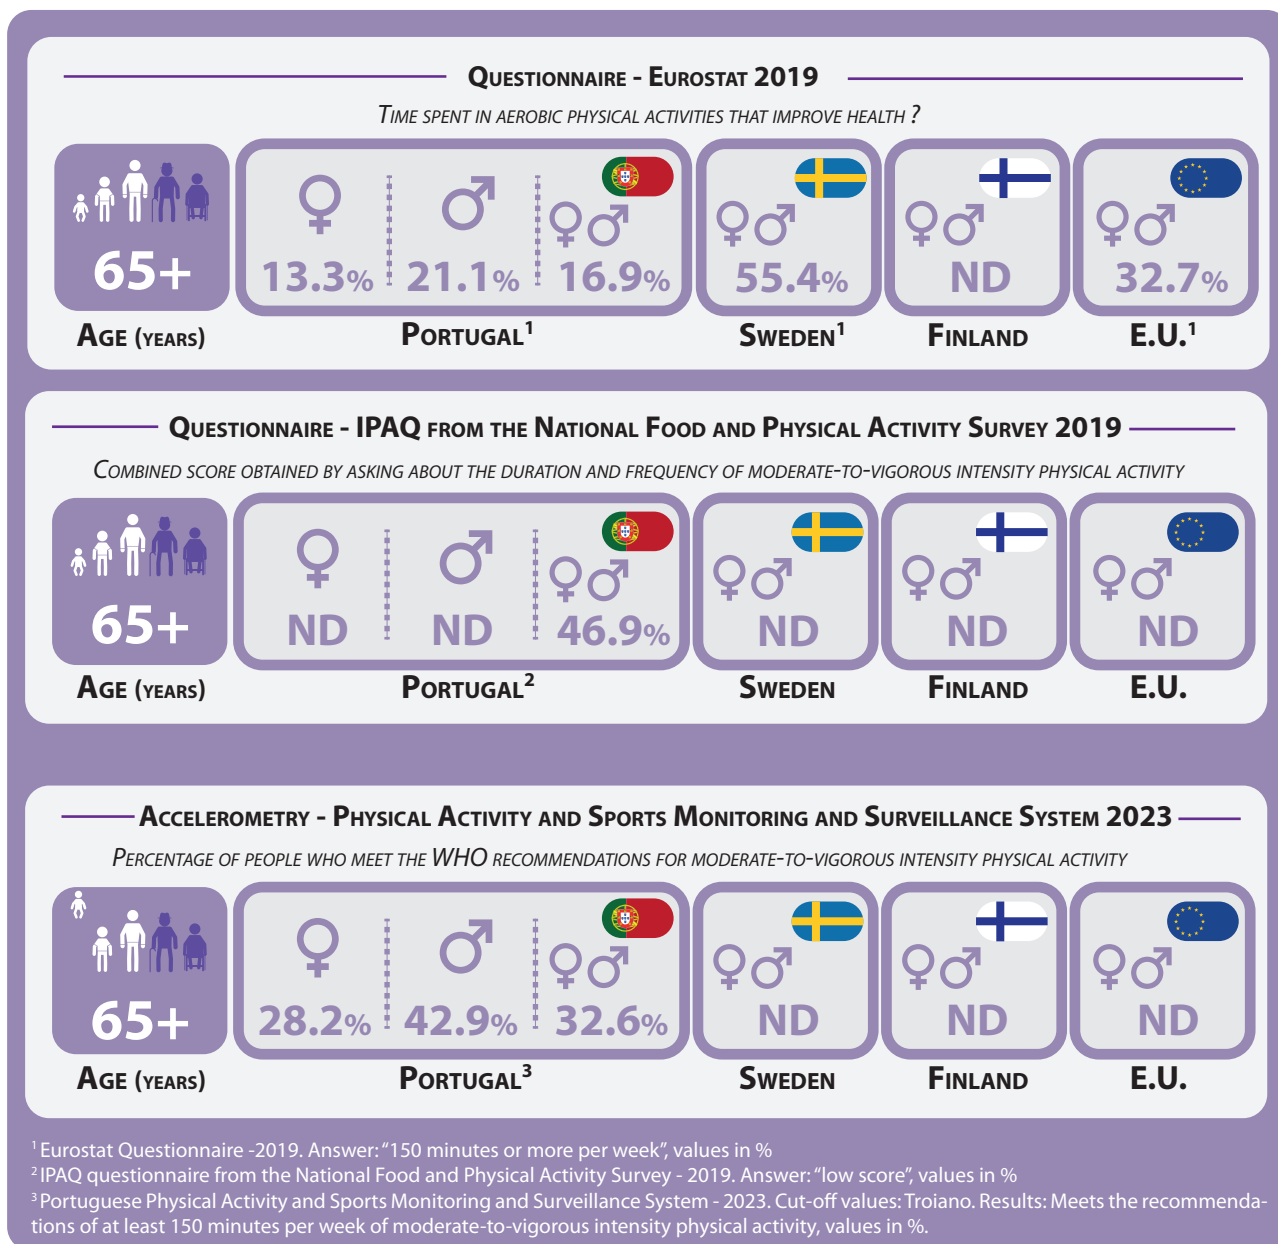 Questionnaire - Eurostat 2019
Time spent in aerobic physical activities that improve health ?
65+
13.3% 21.1% 16.9% 55.4% ND 32.7%
Age (years) Portugal¹ Sweden¹ Finland E.U.¹
Questionnaire - IPAQ from the National Food and Physical Activity Survey 2019
Combined score obtained by asking about the duration and frequency of moderate-to-vigorous intensity physical activity
65+
ND ND 46.9% ND ND ND
Age (years) Portugal² Sweden Finland E.U.
Accelerometry - Physical Activity and Sports Monitoring and Surveillance System 2023
Percentage of people who meet the WHO recommendations for moderate-to-vigorous intensity physical activity
65+
28.2% 42.9% 32.6% ND ND ND
Age (years) Portugal³ Sweden Finland E.U.
¹ Eurostat Questionnaire -2019. Answer: “150 minutes or more per week”, values in %
² IPAQ questionnaire from the National Food and Physical Activity Survey - 2019. Answer: “low score”, values in %
³ Portuguese Physical Activity and Sports Monitoring and Surveillance System - 2023. Cut-off values: Troiano. Results: Meets the recommenda-
tions of at least 150 minutes per week of moderate-to-vigorous intensity physical activity, values in %.